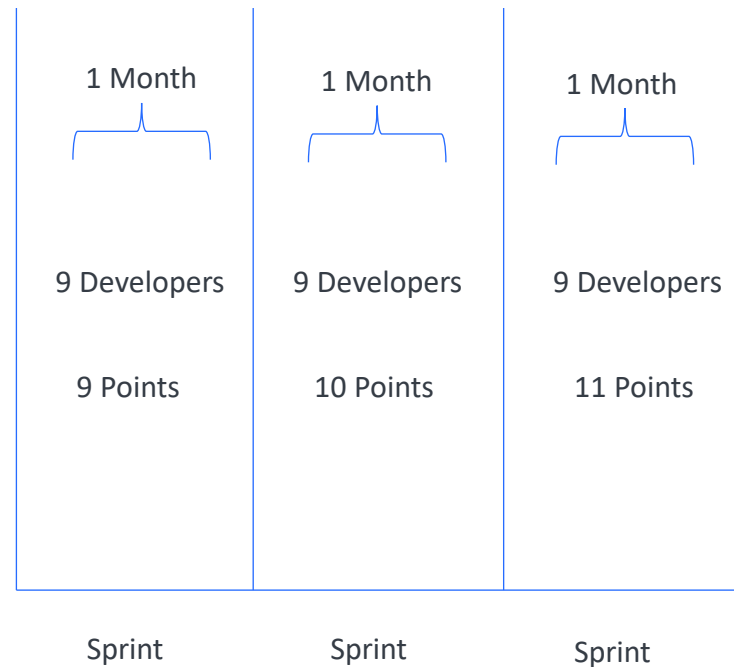 1 Month
1 Month
1 Month
9 Developers
9 Developers
9 Developers
9 Points
10 Points
11 Points
Sprint
Sprint
Sprint